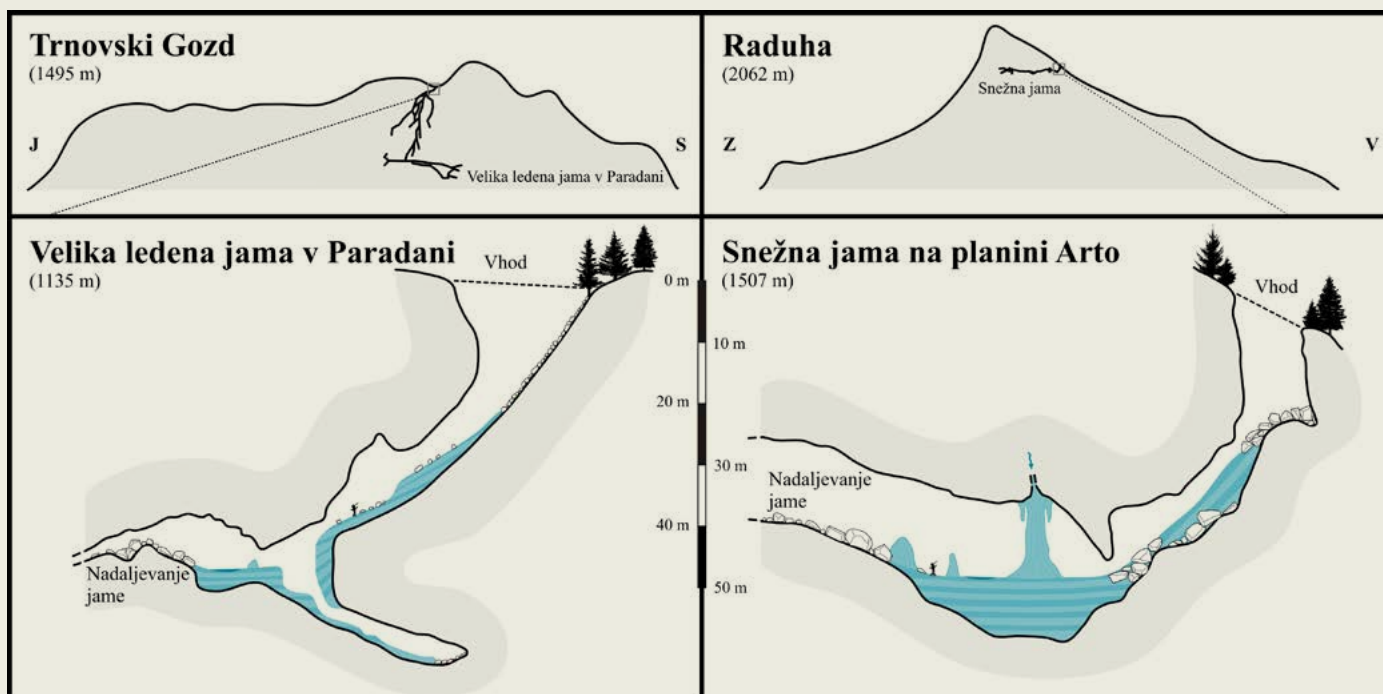 Trnovski Gozd
(1495 m)
J
S
Velika ledena jama v Paradani
Raduha
(2062 m)
Snežna jama
Z
V
Velika ledena jama v Paradani
(1135 m)
Vhod
Nadaljevanje
jame
0 m
10 m
20 m
30 m
40 m
50 m
Snežna jama na planini Arto
(1507 m)
Vhod
Nadaljevanje
jame